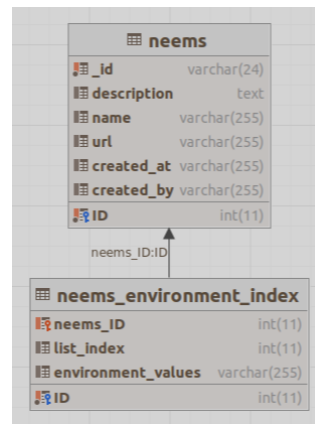 neems
_id varchar(24)
description text
name varchar(255)
url varchar(255)
created_at varchar(255)
created_by varchar(255)
ID int(11)
neems_ID:ID
neems_environment_index
neems_ID int(11)
list_index int(11)
environment_values varchar(255)
ID int(11)